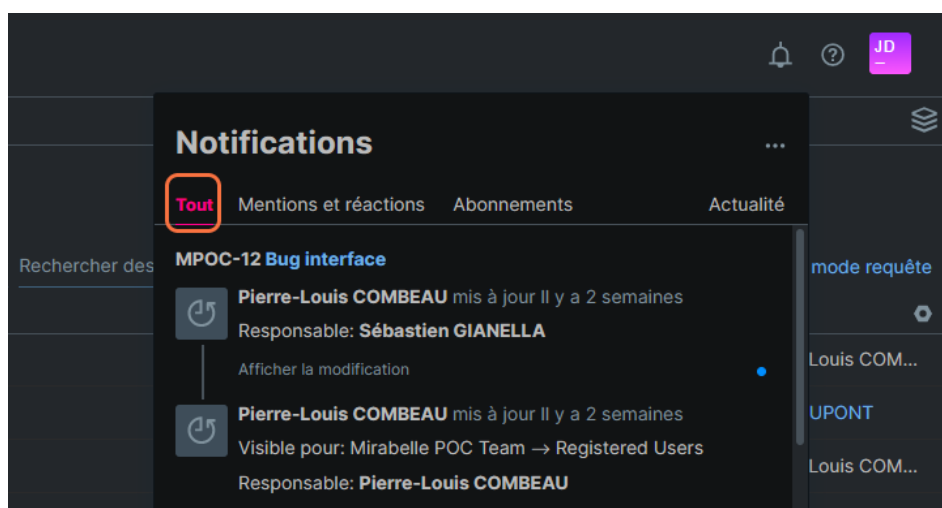 JD
Notifications
...
Tout Mentions et réactions Abonnements Actualité
MPOC-12 Bug interface
Rechercher des
mode requête
Pierre-Louis COMBEAU mis à jour Il y a 2 semaines
Responsable: Sébastien GIANELLA
Afficher la modification
Louis COM...
Pierre-Louis COMBEAU mis à jour Il y a 2 semaines
UPONT
Visible pour: Mirabelle POC Team → Registered Users
Louis COM...
Responsable: Pierre-Louis COMBEAU